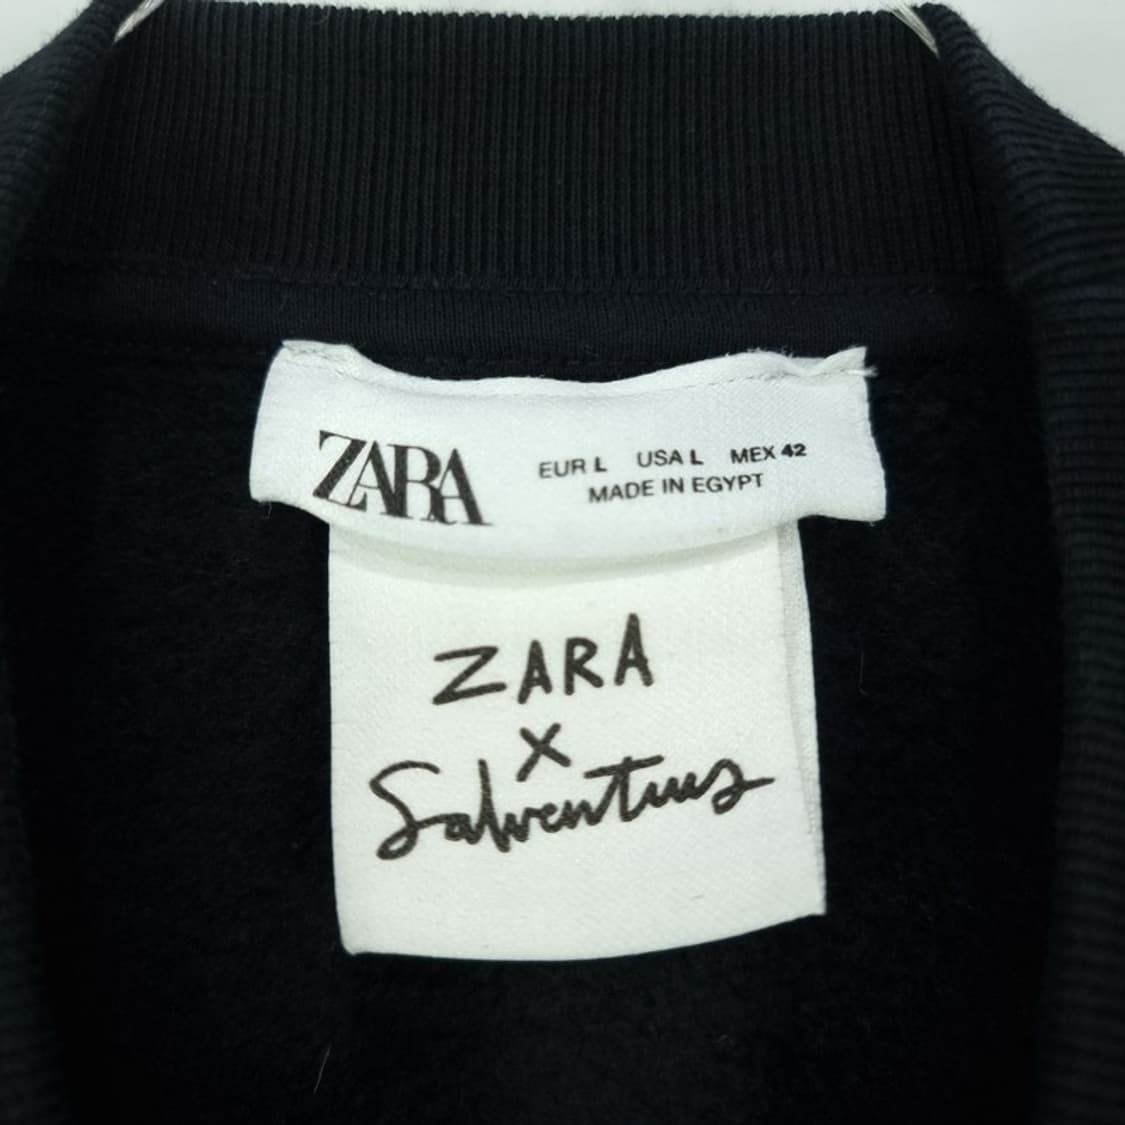 ZARA
EUR L USA L MEX 42
MADE IN EGYPT
ZARA
X
Salventius